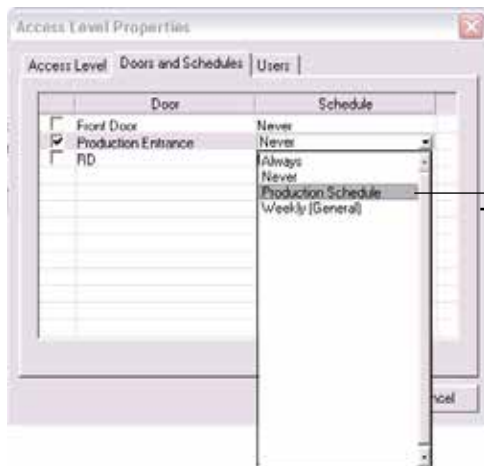 Access Level Properties
Access Level Doors and Schedules Users
Door Schedule
Front Door Never
Production Entrance Never
RD Always
Never
Production Schedule
Weekly (General)
ncel